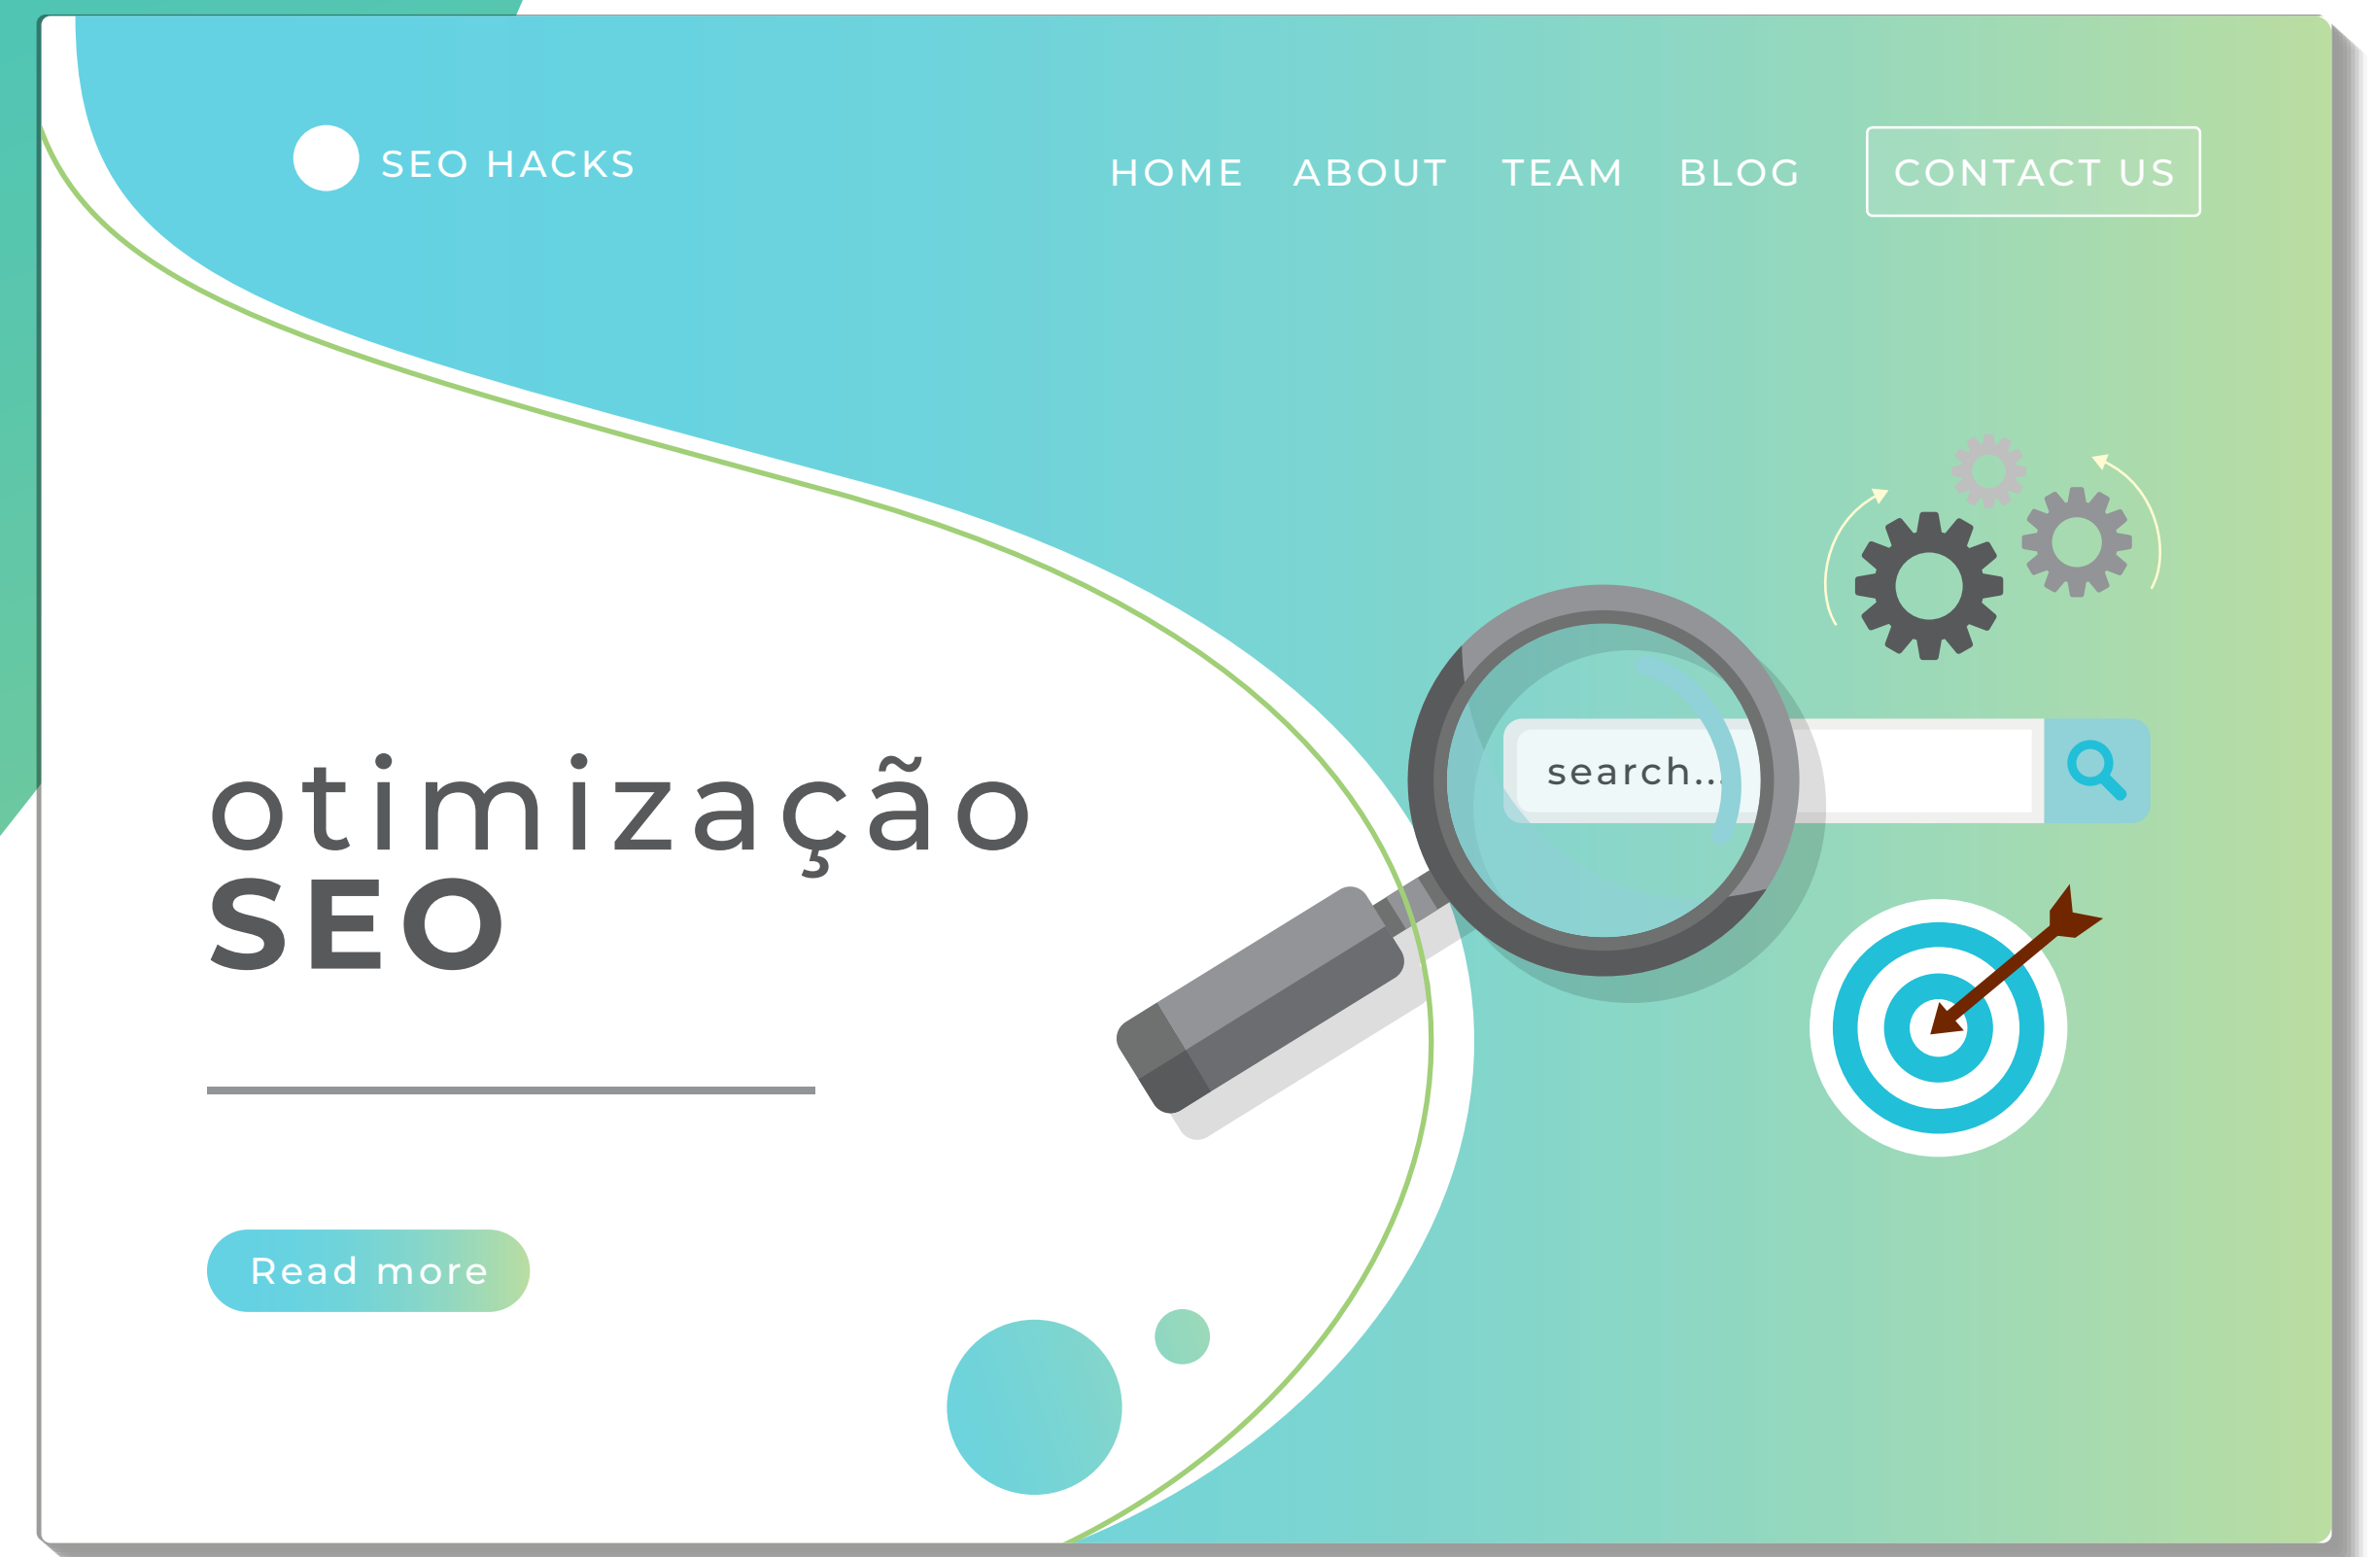 SEO HACKS
HOME ABOUT TEAM BLOG CONTACT US
search...
otimização
SEO
Read more